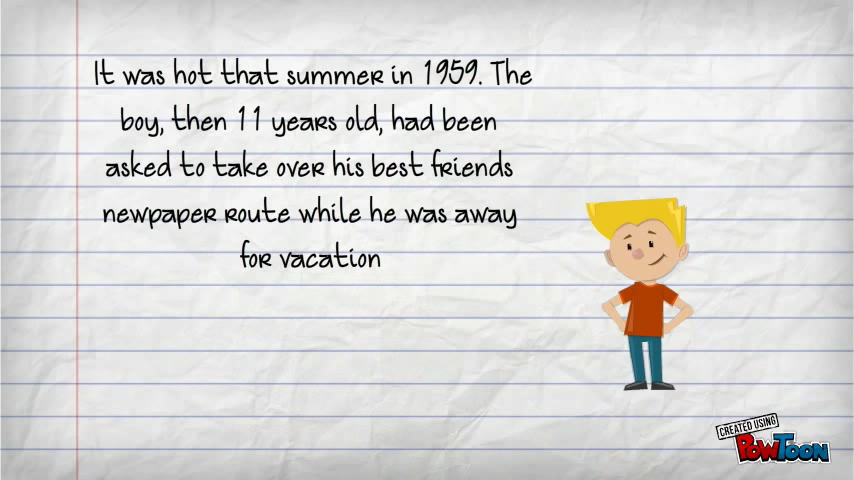 It was hot that summer in 1959. The
boy, then 11 years old, had been
asked to take over his best friends
newpaper route while he was away
for vacation
CREATED USING
POWTOON